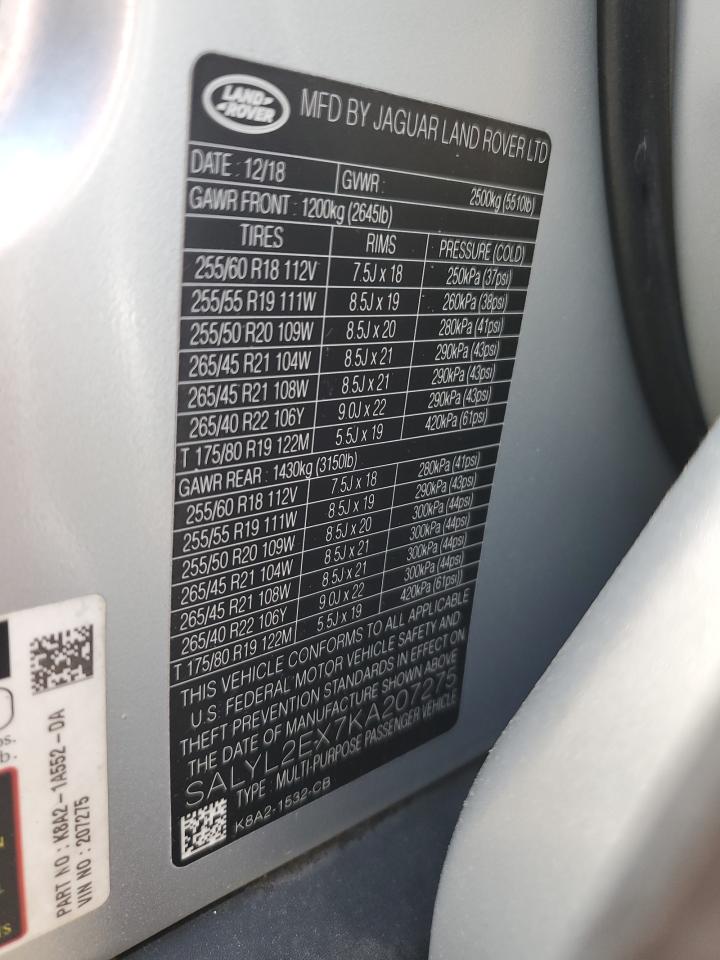 LAND-
-ROVER
MFD BY JAGUAR LAND ROVER LTD
DATE : 12/18 GVWR : 2500kg (5510lb)
GAWR FRONT : 1200kg (2645lb)
TIRES RIMS PRESSURE (COLD)
255/60 R18 112V 7.5J x 18 250kPa (37psi)
255/55 R19 111W 8.5J x 19 260kPa (38psi)
255/50 R20 109W 8.5J x 20 280kPa (41psi)
265/45 R21 104W 8.5J x 21 290kPa (43psi)
265/45 R21 108W 8.5J x 21 290kPa (43psi)
265/40 R22 106Y 9.0J x 22 290kPa (43psi)
T 175/80 R19 122M 5.5J x 19 420kPa (61psi)
GAWR REAR : 1430kg (3150lb)
255/60 R18 112V 7.5J x 18 280kPa (41psi)
255/55 R19 111W 8.5J x 19 290kPa (43psi)
255/50 R20 109W 8.5J x 20 300kPa (44psi)
265/45 R21 104W 8.5J x 21 300kPa (44psi)
265/45 R21 108W 8.5J x 21 300kPa (44psi)
265/40 R22 106Y 9.0J x 22 300kPa (44psi)
T 175/80 R19 122M 5.5J x 19 420kPa (61psi)
THIS VEHICLE CONFORMS TO ALL APPLICABLE
U.S. FEDERAL MOTOR VEHICLE SAFETY AND
THEFT PREVENTION STANDARDS IN EFFECT ON
THE DATE OF MANUFACTURE SHOWN ABOVE
SALYL2EX7KA207275
TYPE : MULTI-PURPOSE PASSENGER VEHICLE
K8A2-1532-CB
PART NO : K8A2-1A552-DA
VIN NO : 207275